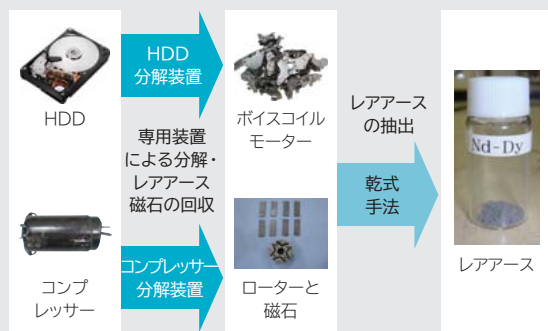 HDD
HDD
分解装置
ボイスコイル
モーター
専用装置
による分解・
レアアース
磁石の回収
コンプ
レッサー
コンプレッサー
分解装置
ローターと
磁石
レアアース
の抽出
乾式
手法
Nd-Dy
レアアース